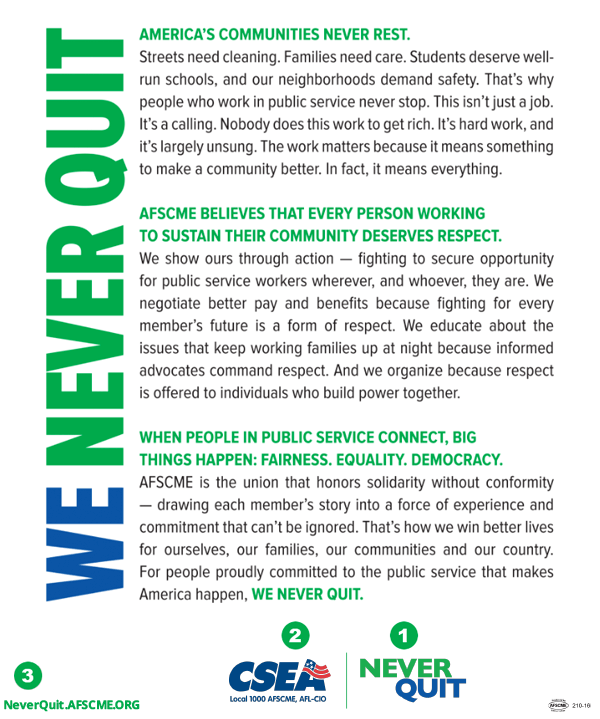 WE NEVER QUIT
AMERICA'S COMMUNITIES NEVER REST.
Streets need cleaning. Families need care. Students deserve well-
run schools, and our neighborhoods demand safety. That's why
people who work in public service never stop. This isn't just a job.
It's a calling. Nobody does this work to get rich. It's hard work, and
it's largely unsung. The work matters because it means something
to make a community better. In fact, it means everything.
AFSCME BELIEVES THAT EVERY PERSON WORKING
TO SUSTAIN THEIR COMMUNITY DESERVES RESPECT.
We show ours through action — fighting to secure opportunity
for public service workers wherever, and whoever, they are. We
negotiate better pay and benefits because fighting for every
member's future is a form of respect. We educate about the
issues that keep working families up at night because informed
advocates command respect. And we organize because respect
is offered to individuals who build power together.
WHEN PEOPLE IN PUBLIC SERVICE CONNECT, BIG
THINGS HAPPEN: FAIRNESS. EQUALITY. DEMOCRACY.
AFSCME is the union that honors solidarity without conformity
— drawing each member's story into a force of experience and
commitment that can't be ignored. That's how we win better lives
for ourselves, our families, our communities and our country.
For people proudly committed to the public service that makes
America happen, WE NEVER QUIT.
3
NeverQuit.AFSCME.ORG
2
CSEA
Local 1000 AFSCME, AFL-CIO
1
NEVER
QUIT
AFSCME
210-16